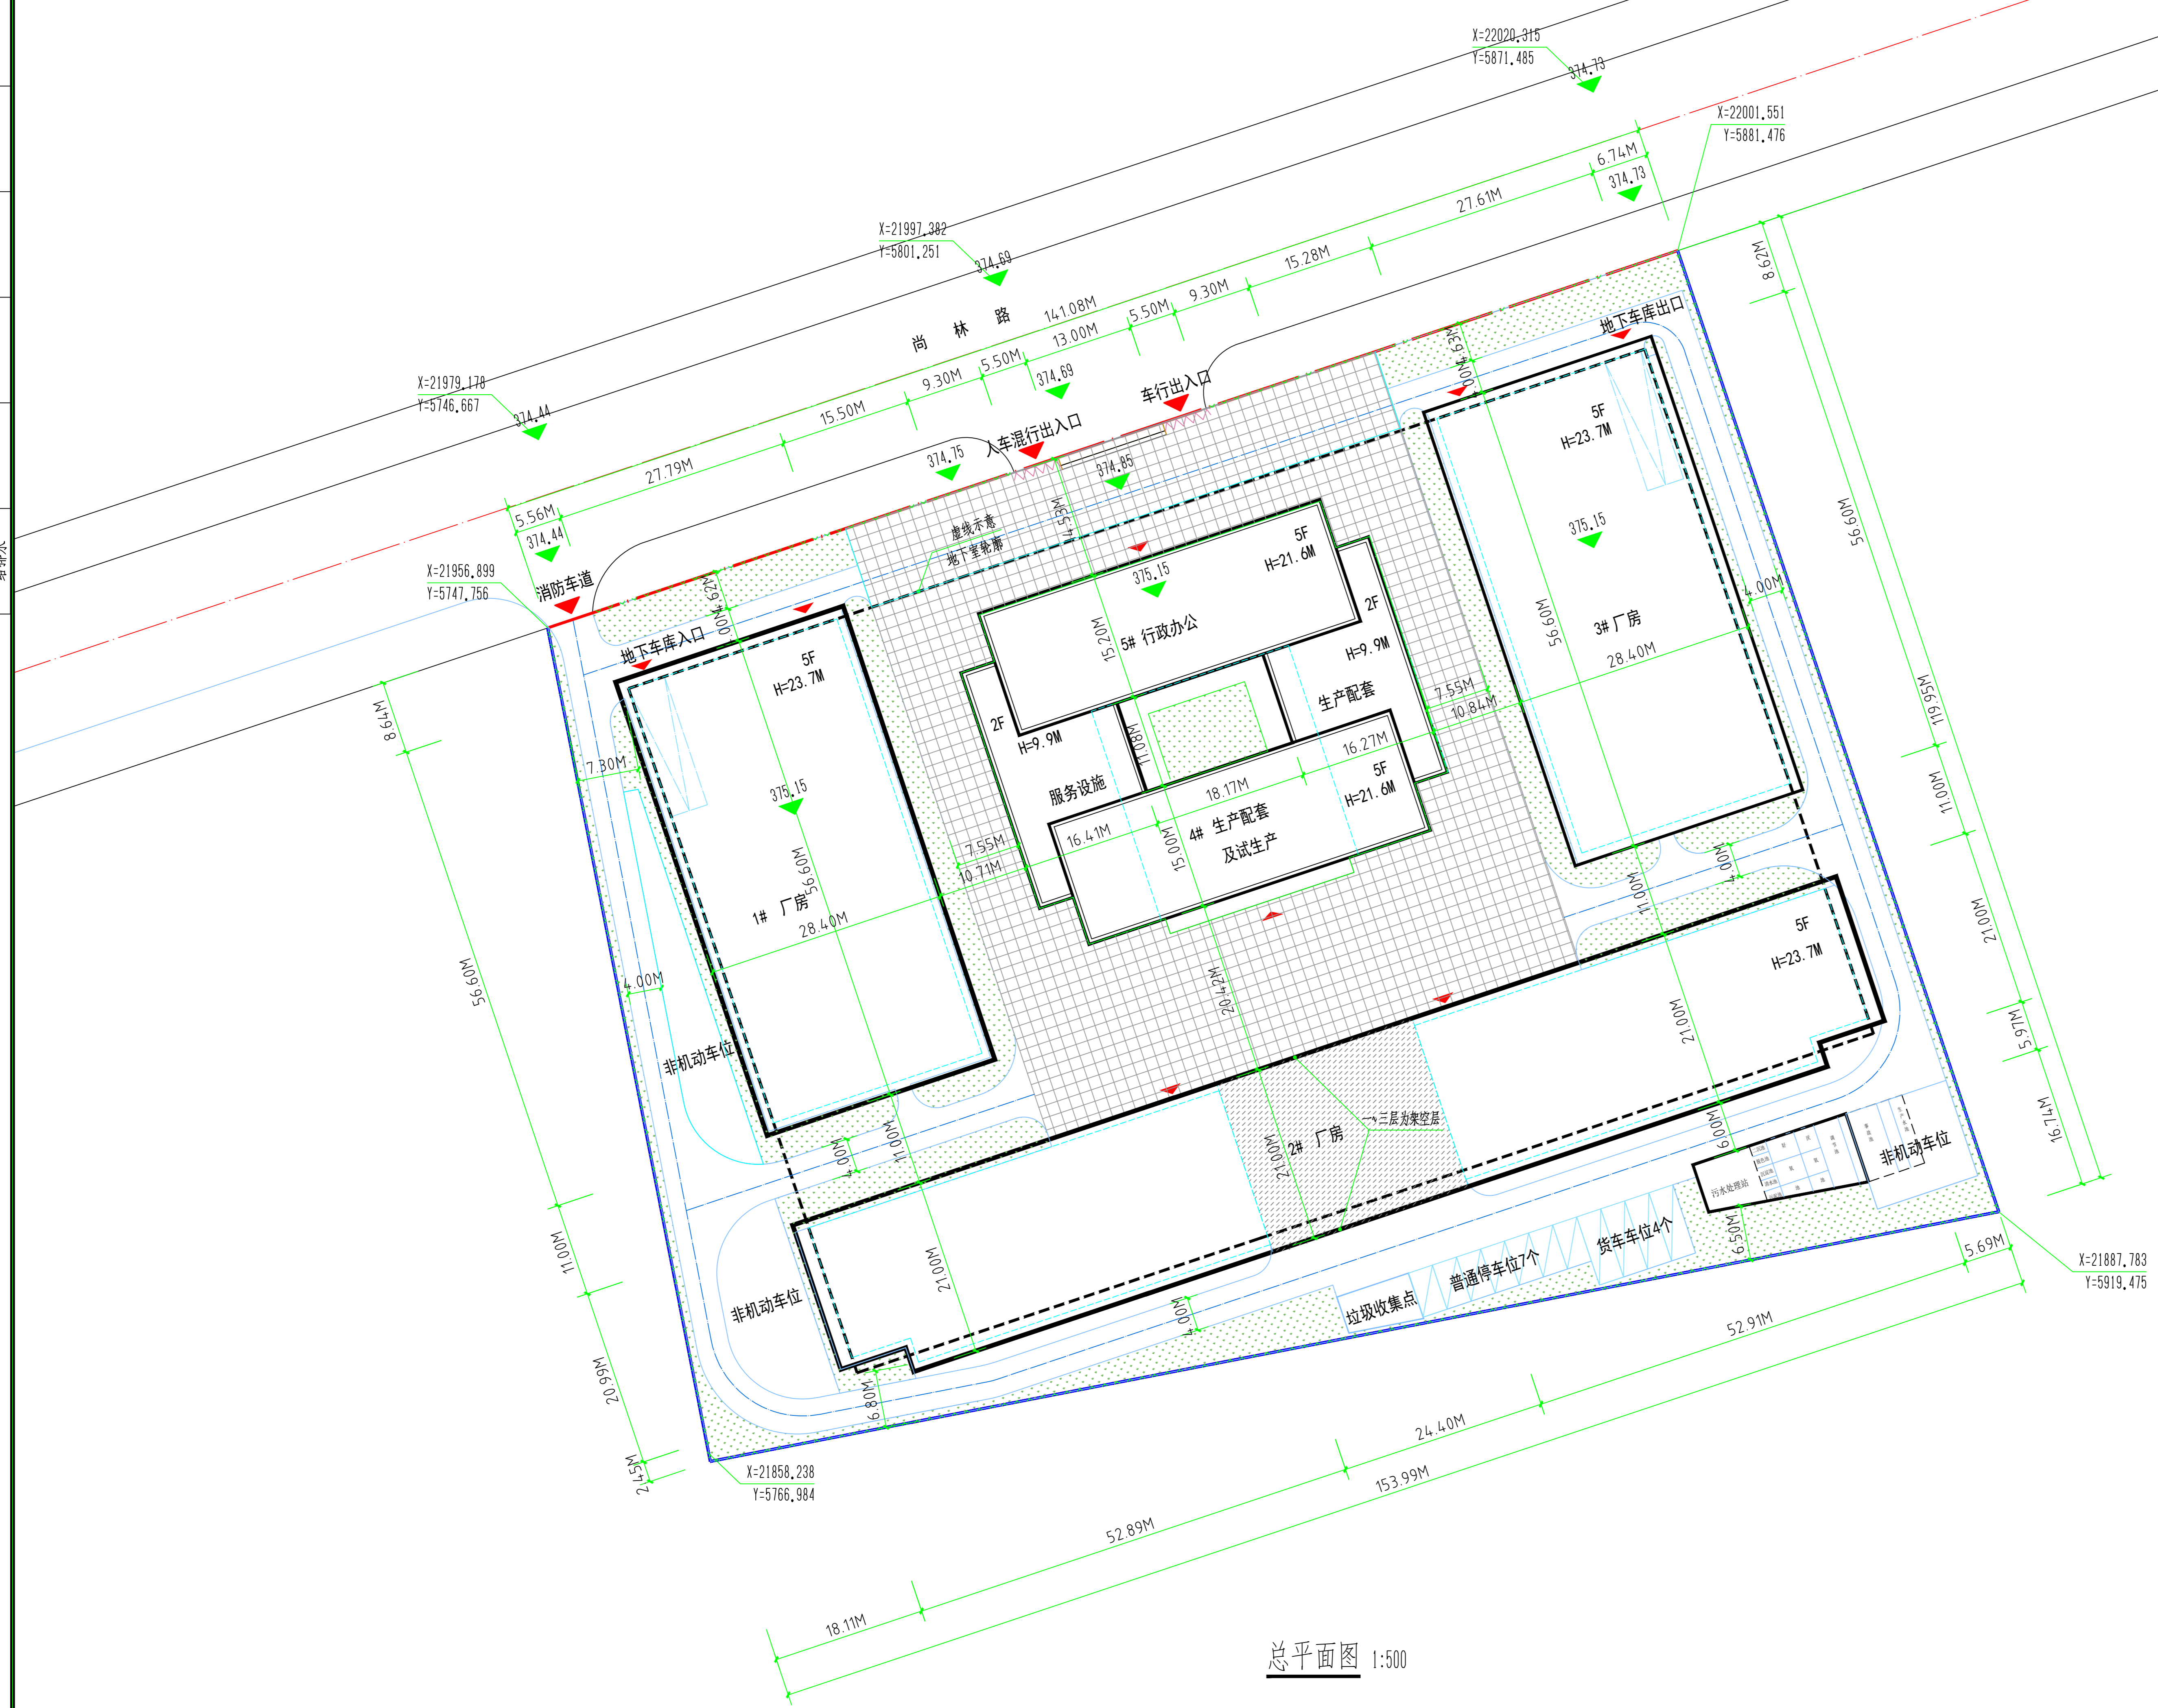 X=22020.315
Y=5871.485
374.73
X=22001.551
Y=5881.476
6.74M
374.73
27.61M
15.28M
9.30M
5.50M
13.00M
141.08M
5.50M
9.30M
15.50M
27.79M
5.56M
X=21997.382
Y=5801.251
374.69
尚林路
374.69
X=21979.178
Y=5746.667
374.44
374.44
X=21956.899
Y=5747.756
消防车道
374.75
人车混行出入口
车行出入口
374.85
地下车库出口
地下车库入口
虚线示意
地下室轮廓
14.53M
4.62M
4.63M
8.62M
56.60M
119.95M
11.00M
21.00M
5.97M
16.74M
8.64M
56.60M
11.00M
20.99M
2.45M
5F
H=23.7M
375.15
1# 厂房
56.60M
28.40M
7.30M
4.00M
非机动车位
5F
H=21.6M
375.15
5# 行政办公
15.20M
2F
H=9.9M
生产配套
2F
H=9.9M
服务设施
11.08M
16.27M
18.17M
16.41M
5F
H=21.6M
4# 生产配套
及试生产
15.00M
7.55M
10.71M
7.55M
10.84M
5F
H=23.7M
375.15
3# 厂房
56.60M
28.40M
4.00M
11.00M
4.00M
20.42M
5F
H=23.7M
21.00M
一~三层为架空层
2# 厂房
21.00M
4.00M
11.00M
21.00M
非机动车位
6.80M
4.00M
6.00M
污水处理站
非机动车位
6.50M
货车车位4个
普通停车位7个
垃圾收集点
5.69M
52.91M
24.40M
153.99M
52.89M
18.11M
X=21887.783
Y=5919.475
X=21858.238
Y=5766.984
总平面图 1:500